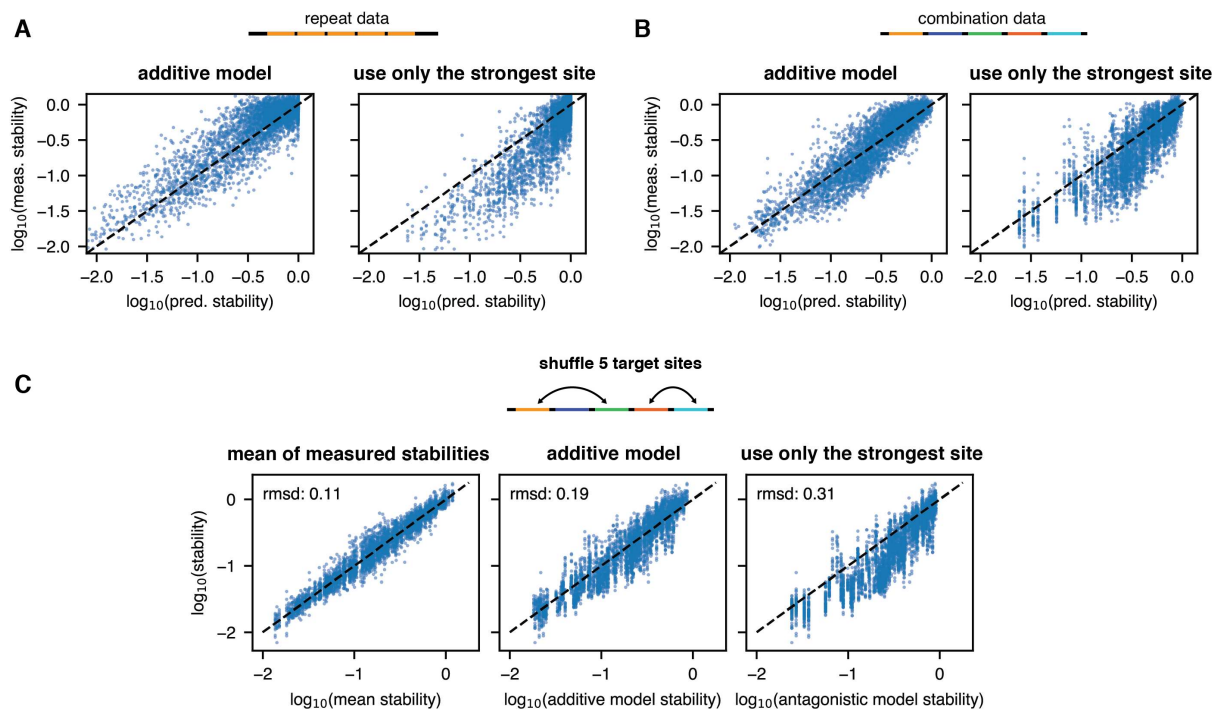 A
repeat data
additive model
use only the strongest site
log10(meas. stability)
0.0
−0.5
−1.0
−1.5
−2.0
−2.0 −1.5 −1.0 −0.5 0.0
log10(pred. stability)
−2.0 −1.5 −1.0 −0.5 0.0
log10(pred. stability)
B
combination data
additive model
use only the strongest site
log10(meas. stability)
0.0
−0.5
−1.0
−1.5
−2.0
−2.0 −1.5 −1.0 −0.5 0.0
log10(pred. stability)
−2.0 −1.5 −1.0 −0.5 0.0
log10(pred. stability)
C
shuffle 5 target sites
mean of measured stabilities
additive model
use only the strongest site
log10(stability)
0
−1
−2
rmsd: 0.11
rmsd: 0.19
rmsd: 0.31
−2 −1 0
log10(mean stability)
−2 −1 0
log10(additive model stability)
−2 −1 0
log10(antagonistic model stability)